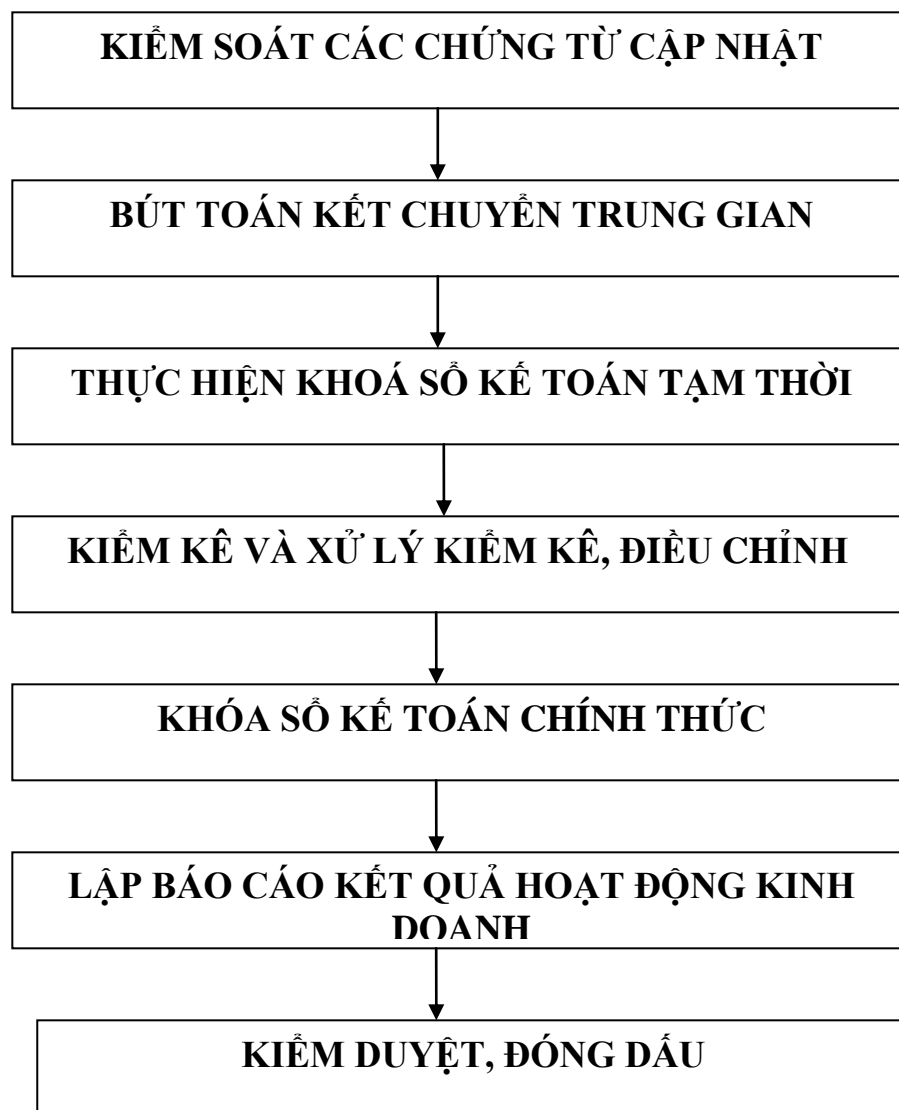 KIỂM SOÁT CÁC CHỨNG TỪ CẬP NHẬT
BÚT TOÁN KẾT CHUYỂN TRUNG GIAN
THỰC HIỆN KHOÁ SỔ KẾ TOÁN TẠM THỜI
KIỂM KÊ VÀ XỬ LÝ KIỂM KÊ, ĐIỀU CHỈNH
KHÓA SỔ KẾ TOÁN CHÍNH THỨC
LẬP BÁO CÁO KẾT QUẢ HOẠT ĐỘNG KINH
DOANH
KIỂM DUYỆT, ĐÓNG DẤU